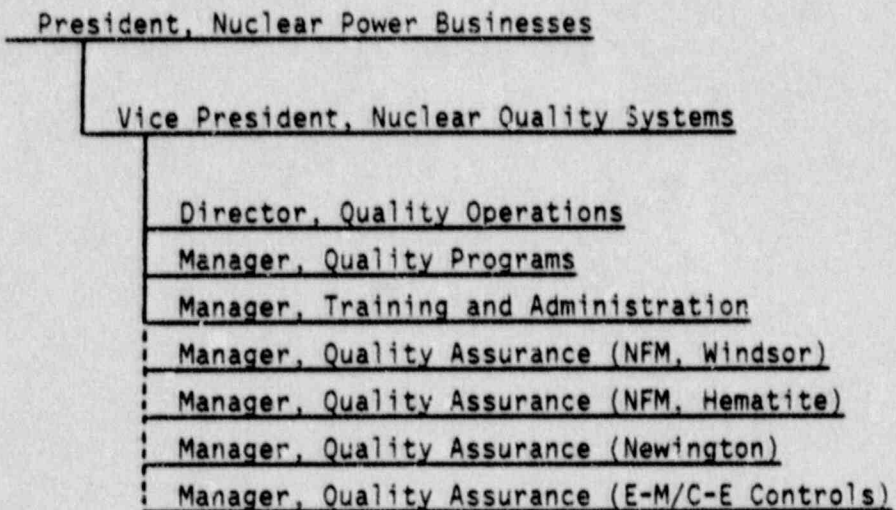 President, Nuclear Power Businesses
Vice President, Nuclear Quality Systems
Director, Quality Operations
Manager, Quality Programs
Manager, Training and Administration
Manager, Quality Assurance (NFM, Windsor)
Manager, Quality Assurance (NFM, Hematite)
Manager, Quality Assurance (Newington)
Manager, Quality Assurance (E-M/C-E Controls)